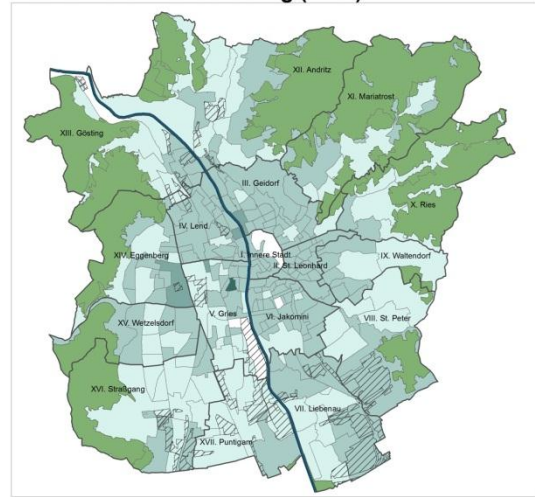 XII. Andritz
XI. Mariatrost
XIII. Gösting
III. Geidorf
X. Ries
IV. Lend
I. Innere Stadt
XIV. Eggenberg
IX. Waltendorf
II. St. Leonhard
V. Gries
VI. Jakomini
VIII. St. Peter
XV. Wetzelsdorf
XVI. Straßgang
VII. Liebenau
XVII. Puntigam